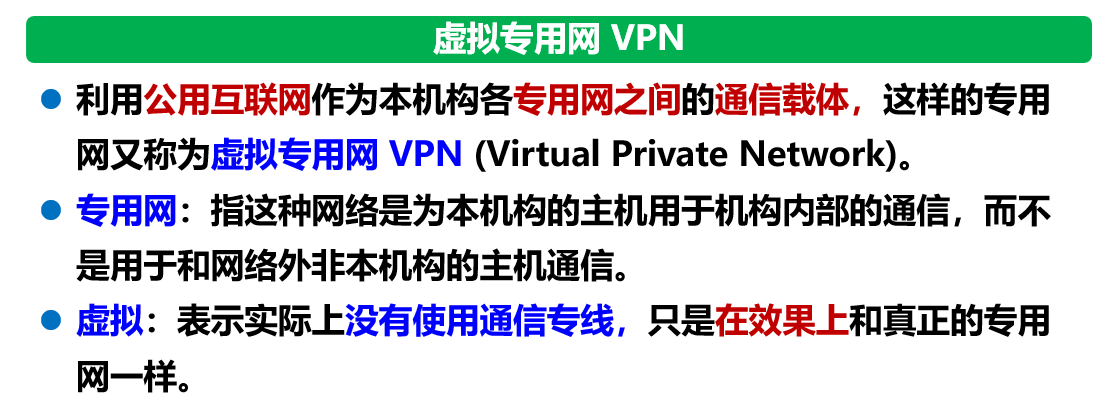 虚拟专用网 VPN
利用公用互联网作为本机构各专用网之间的通信载体，这样的专用
网又称为虚拟专用网 VPN (Virtual Private Network)。
专用网：指这种网络是为本机构的主机用于机构内部的通信，而不
是用于和网络外非本机构的主机通信。
虚拟：表示实际上没有使用通信专线，只是在效果上和真正的专用
网一样。